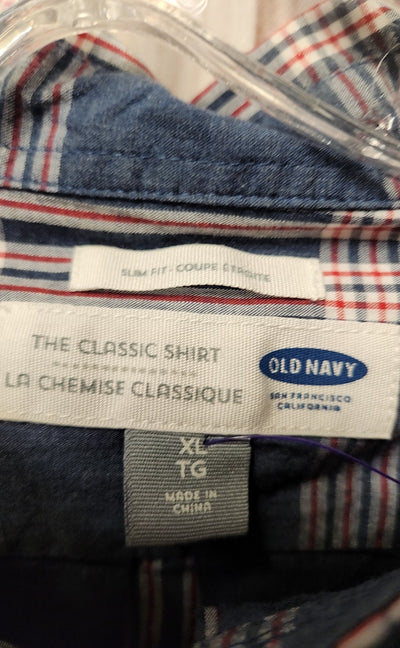 SLIM FIT - COUPE ÉTROITE
THE CLASSIC SHIRT
LA CHEMISE CLASSIQUE
OLD NAVY
SAN FRANCISCO
CALIFORNIA
XL
TG
MADE IN
CHINA